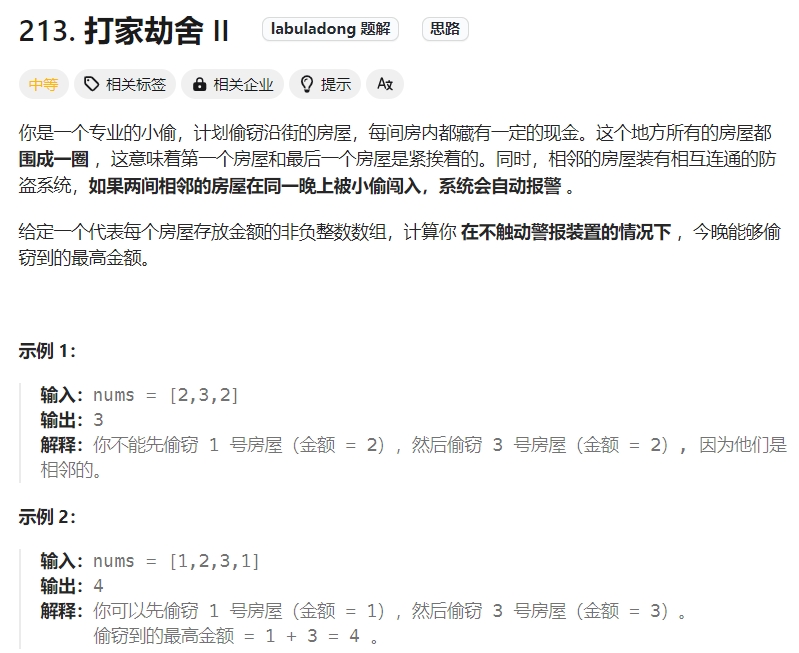 213. 打家劫舍 II labuladong 题解 思路
中等 相关标签 相关企业 提示 Az
你是一个专业的小偷，计划偷窃沿街的房屋，每间房内都藏有一定的现金。这个地方所有的房屋都
围成一圈 ，这意味着第一个房屋和最后一个房屋是紧挨着的。同时，相邻的房屋装有相互连通的防
盗系统，如果两间相邻的房屋在同一晚上被小偷闯入，系统会自动报警 。
给定一个代表每个房屋存放金额的非负整数数组，计算你 在不触动警报装置的情况下 ，今晚能够偷
窃到的最高金额。
示例 1：
输入：nums = [2,3,2]
输出：3
解释：你不能先偷窃 1 号房屋（金额 = 2），然后偷窃 3 号房屋（金额 = 2），因为他们是
相邻的。
示例 2：
输入：nums = [1,2,3,1]
输出：4
解释：你可以先偷窃 1 号房屋（金额 = 1），然后偷窃 3 号房屋（金额 = 3）。
偷窃到的最高金额 = 1 + 3 = 4 。